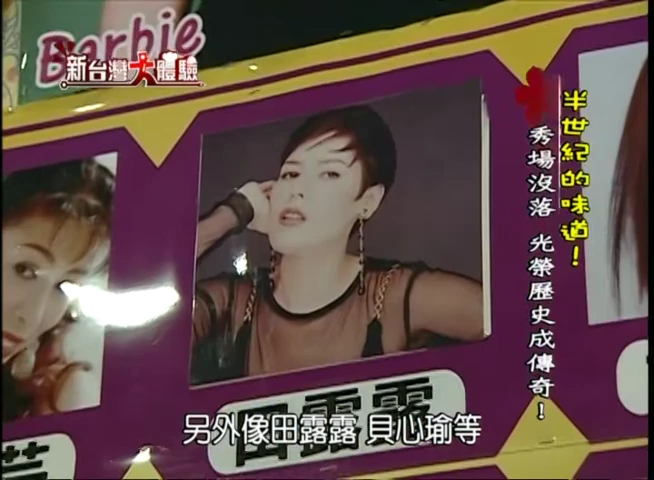 Barbie
新台灣大體驗
半世紀的味道！
秀場沒落 光榮歷史成傳奇！
田露露
另外像田露露 貝心瑜等